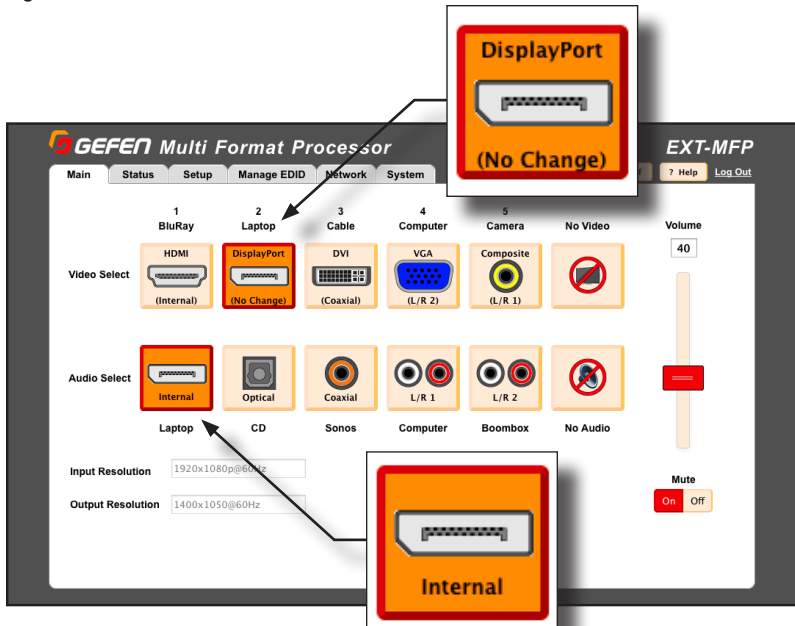 DisplayPort
(No Change)
GEFEN Multi Format Processor
EXT-MFP
Main Status Setup Manage EDID Network System ? Help Log Out
1 2 3 4 5
BluRay Laptop Cable Computer Camera No Video Volume
40
HDMI DisplayPort DVI VGA Composite
Video Select
(Internal) (No Change) (Coaxial) (L/R 2) (L/R 1)
Audio Select
Internal Optical Coaxial L/R 1 L/R 2
Laptop CD Sonos Computer Boombox No Audio
Input Resolution 1920x1080p@60Hz
Mute
Output Resolution 1400x1050@60Hz
On Off
Internal